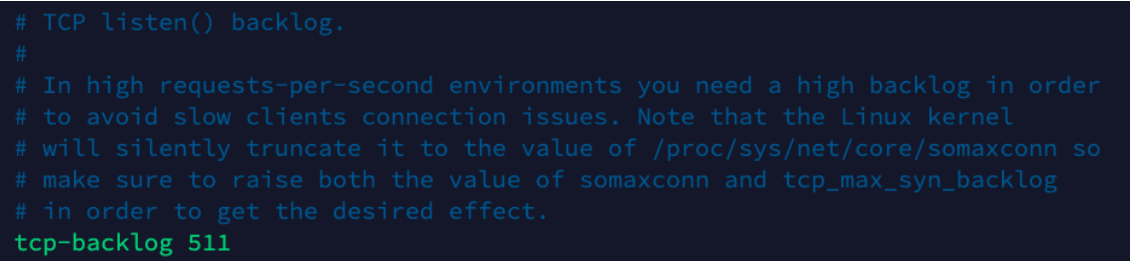 # TCP listen() backlog.
#
# In high requests-per-second environments you need a high backlog in order
# to avoid slow clients connection issues. Note that the Linux kernel
# will silently truncate it to the value of /proc/sys/net/core/somaxconn so
# make sure to raise both the value of somaxconn and tcp_max_syn_backlog
# in order to get the desired effect.
tcp-backlog 511